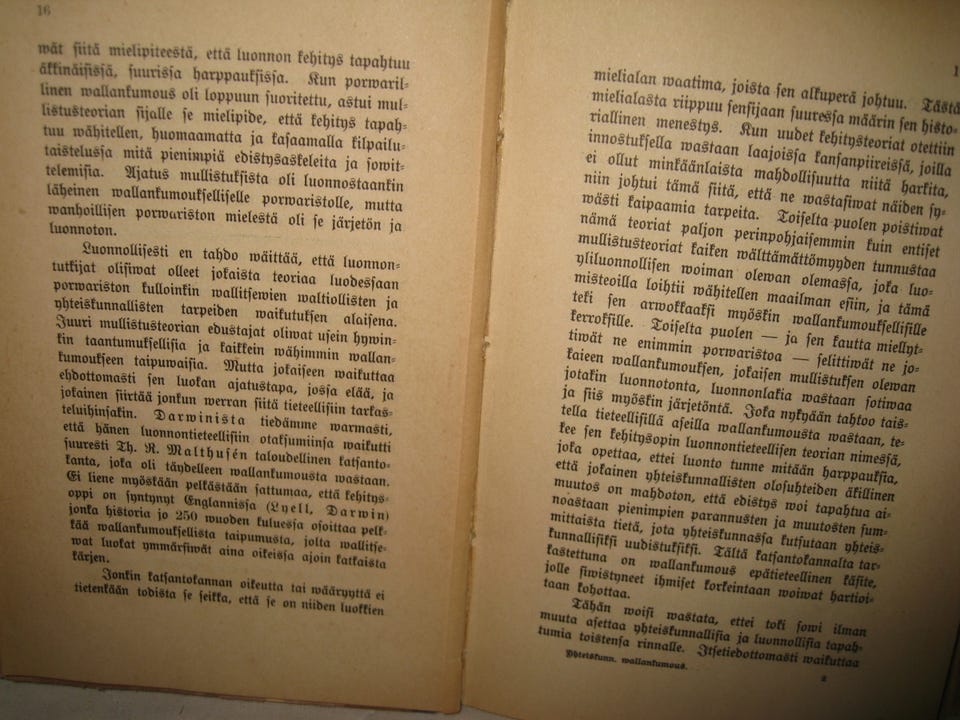 16
wät siitä mielipiteestä, että luonnon kehitys tapahtuu
äkkinäisissä, suurissa harppauksissa. Kun porwaril-
linen wallankumous oli loppuun suoritettu, astui mul-
listusteorian sijalle se mielipide, että kehitys tapah-
tuu wähitellen, huomaamatta ja kasaamalla kilpailu-
taistelussa mitä pienimpiä edistysaskeleita ja sowit-
telemisia. Ajatus mullistuksista oli luonnostaankin
läheinen wallankumoukselliselle porwaristolle, mutta
wanhoillisen porwariston mielestä oli se järjetön ja
luonnoton.
Luonnollisesti en tahdo wäittää, että luonnon-
tutkijat olisiwat olleet jokaista teoriaa luodessaan
porwariston kulloinkin wallitsewien waltiollisten ja
yhteiskunnallisten tarpeiden waikutuksen alaisena.
Juuri mullistusteorian edustajat oliwat usein hywin-
kin taantumuksellisia ja kaikkein wähimmin wallan-
kumoukseen taipuwaisia. Mutta jokaiseen waikuttaa
ehdottomasti sen luokan ajatustapa, jossa elää, ja
jokainen siirtää jonkun werran siitä tieteellisiin tarkas-
teluihinsakin. Darwinista tiedämme warmasti,
että hänen luonnontieteellisiin otaksumiinsa waikutti
suuresti Th. R. Malthusén taloudellinen katsanto-
kanta, joka oli täydelleen wallankumousta wastaan.
Ei liene myöskään pelkästään sattumaa, että kehitys-
oppi on syntynyt Englannissa (Lyell, Darwin)
jonka historia jo 250 wuoden kuluessa osoittaa pelk-
kää wallankumouksellista taipumusta, jolta wallitse-
wat luokat ymmärsiwät aina oikeissa ajoin katkaista
kärjen.
Jonkin katsantokannan oikeutta tai wääryyttä ei
tietenkään todista se seikka, että se on niiden luokkien
1
mielialan waatima, joista sen alkuperä johtuu. Tästä
mielialasta riippuu sensijaan suuressa määrin sen histo-
riallinen menestys. Kun uudet kehitysteoriat otettiin
innostuksella wastaan laajoissa kansanpiireissä, joilla
ei ollut minkäänlaista mahdollisuutta niitä harkita,
niin johtui tämä siitä, että ne wastasiwat näiden sy-
wästi kaipaamia tarpeita. Toiselta puolen poistiwat
nämä teoriat paljon perinpohjaisemmin kuin entiset
mullistusteoriat kaiken wälttämättömyyden tunnustaa
yliluonnollisen woiman olewan olemassa, joka luo-
misteoilla loihtii wähitellen maailman esiin, ja tämä
teki sen arwokkaaksi myöskin wallankumouksellisille
kerroksille. Toiselta puolen — ja sen kautta miellyt-
tiwät ne enimmin porwaristoa — selittiwät ne jo-
kaieen wallankumouksen, jokaisen mullistuksen olewan
jotakin luonnotonta, luonnonlakia wastaan sotiwaa
ja siis myöskin järjetöntä. Joka nykyään tahtoo tais-
tella tieteellisillä aseilla wallankumousta wastaan, te-
kee sen kehitysopin luonnontieteellisen teorian nimessä,
joka opettaa, ettei luonto tunne mitään harppauksia,
että jokainen yhteiskunnallisten olosuhteiden äkillinen
muutos on mahdoton, että edistys woi tapahtua ai-
noastaan pienimpien parannusten ja muutosten sum-
mittaista tietä, jota yhteiskunnassa kutsutaan yhteis-
kunnallisiksi uudistuksiksi. Tältä katsantokannalta tar-
kastettuna on wallankumous epätieteellinen käsite,
jolle siwistyneet ihmiset korkeintaan woiwat hartioi-
taan kohottaa.
Tähän woisi wastata, ettei toki sowi ilman
muuta asettaa yhteiskunnallisia ja luonnollisia tapah-
tumia toistensa rinnalle. Itsetiedottomasti waikuttaa
Yhteiskunn. wallankumous.
2